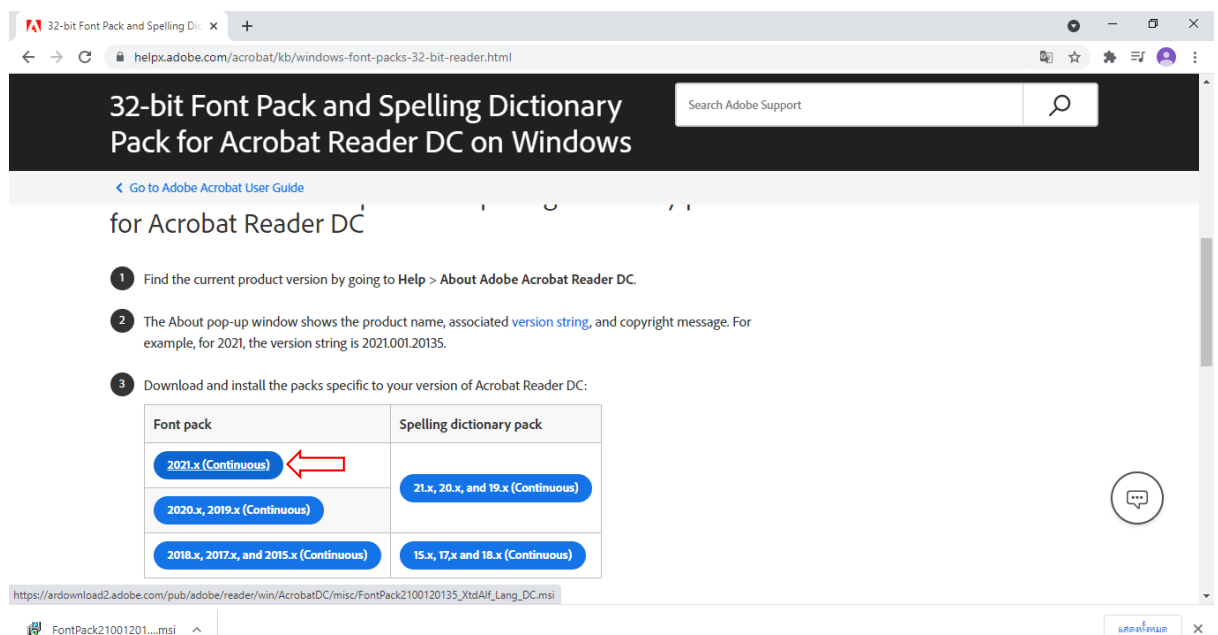 32-bit Font Pack and Spelling Dic
helpx.adobe.com/acrobat/kb/windows-font-packs-32-bit-reader.html
32-bit Font Pack and Spelling Dictionary
Pack for Acrobat Reader DC on Windows
Search Adobe Support
Go to Adobe Acrobat User Guide
for Acrobat Reader DC
1 Find the current product version by going to Help > About Adobe Acrobat Reader DC.
2 The About pop-up window shows the product name, associated version string, and copyright message. For
example, for 2021, the version string is 2021.001.20135.
3 Download and install the packs specific to your version of Acrobat Reader DC:
Font pack
Spelling dictionary pack
2021.x (Continuous)
21.x, 20.x, and 19.x (Continuous)
2020.x, 2019.x (Continuous)
2018.x, 2017.x, and 2015.x (Continuous)
15.x, 17,x and 18.x (Continuous)
https://ardownload2.adobe.com/pub/adobe/reader/win/AcrobatDC/misc/FontPack2100120135_XtdAlf_Lang_DC.msi
FontPack21001201....msi
แสดงทั้งหมด